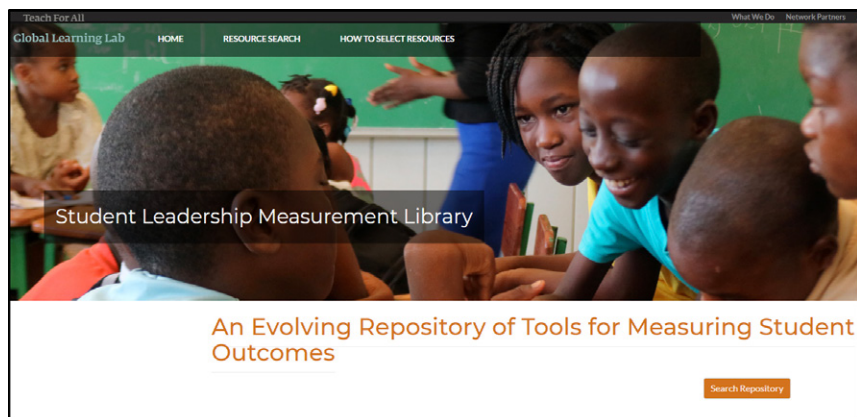 Teach For All
What We Do Network Partners
Global Learning Lab HOME RESOURCE SEARCH HOW TO SELECT RESOURCES
Student Leadership Measurement Library
An Evolving Repository of Tools for Measuring Student
Outcomes
Search Repository